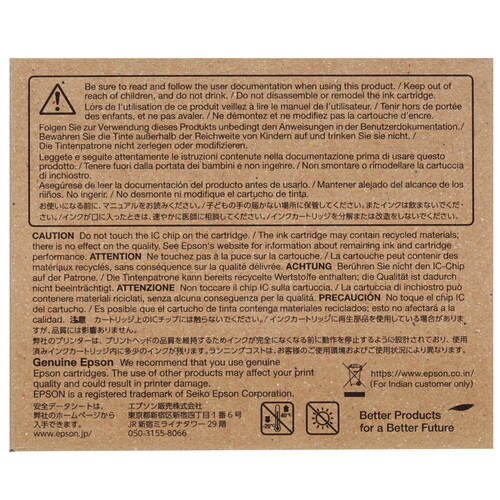 Be sure to read and follow the user documentation when using this product. / Keep out of
reach of children, and do not drink. / Do not disassemble or remodel the ink cartridge.
Lors de l'utilisation de ce produit veillez à lire le manuel de l'utilisateur. / Tenir hors de portée
des enfants, et ne pas avaler. / Ne démontez et ne modifiez pas la cartouche d'encre.
Folgen Sie zur Verwendung dieses Produkts unbedingt den Anweisungen in der Benutzerdokumentation. /
Bewahren Sie die Tinte außerhalb der Reichweite von Kindern auf und trinken Sie sie nicht. /
Die Tintenpatrone nicht zerlegen oder modifizieren.
Leggete e seguite attentamente le istruzioni contenute nella documentazione prima di usare questo
prodotto. / Tenere fuori dalla portata dei bambini e non ingerire. / Non smontare o rimodellare la cartuccia
di inchiostro.
Asegúrese de leer la documentación del producto antes de usarlo. / Mantener alejado del alcance de los
niños. / No ingerir. / No desmonte ni modifique el cartucho de tinta.
お使いになる前に、マニュアルをお読みください。/子どもの手の届かない場所に保管してください。またインクは飲まないでくださ
い。/インクが口に入ったときは、速やかに医師に相談してください。/インクカートリッジを分解または改造をしないでください。
CAUTION Do not touch the IC chip on the cartridge. / The ink cartridge may contain recycled materials;
there is no effect on the quality. See Epson's website for information about remaining ink and cartridge
performance. ATTENTION Ne touchez pas à la puce sur la cartouche. / La cartouche peut contenir des
matériaux recyclés, sans conséquence sur la qualité délivrée. ACHTUNG Berühren Sie nicht den IC-Chip
auf der Patrone. / Die Tintenpatrone kann bereits recycelte Wertstoffe enthalten. Die Qualität ist dadurch
nicht beeinträchtigt. ATTENZIONE Non toccare il chip IC sulla cartuccia. / La cartuccia di inchiostro può
contenere materiali riciclati, senza alcuna conseguenza per la qualità. PRECAUCIÓN No toque el chip IC del
cartucho. / El cartucho de tinta puede contener materiales reciclados; esto no afectará a la
calidad. 注意 カートリッジ上のICチップには触らないでください。/インクカートリッジに再生部品を使用している場合がありま
すが、品質には影響ありません。
弊社のプリンターは、プリントヘッドの品質を維持するためインクが完全になくなる前に動作を停止するように設計されており、使用
済みインクカートリッジ内に多少のインクが残ります。ランニングコストは、お客様のご使用状況により異なります。
Genuine Epson We recommend that you use genuine
Epson cartridges. The use of other products may affect your print
quality and could result in printer damage.
EPSON is a registered trademark of Seiko Epson Corporation.
https://www.epson.co.in/
(For Indian customer only)
安全データシートは、
弊社のホームページから
入手できます。
www.epson.jp/
エプソン販売株式会社
東京都新宿区新宿四丁目1番6号
JR新宿ミライナタワー29階
050-3155-8066
-20°C
40°C
Better Products
for a Better Future